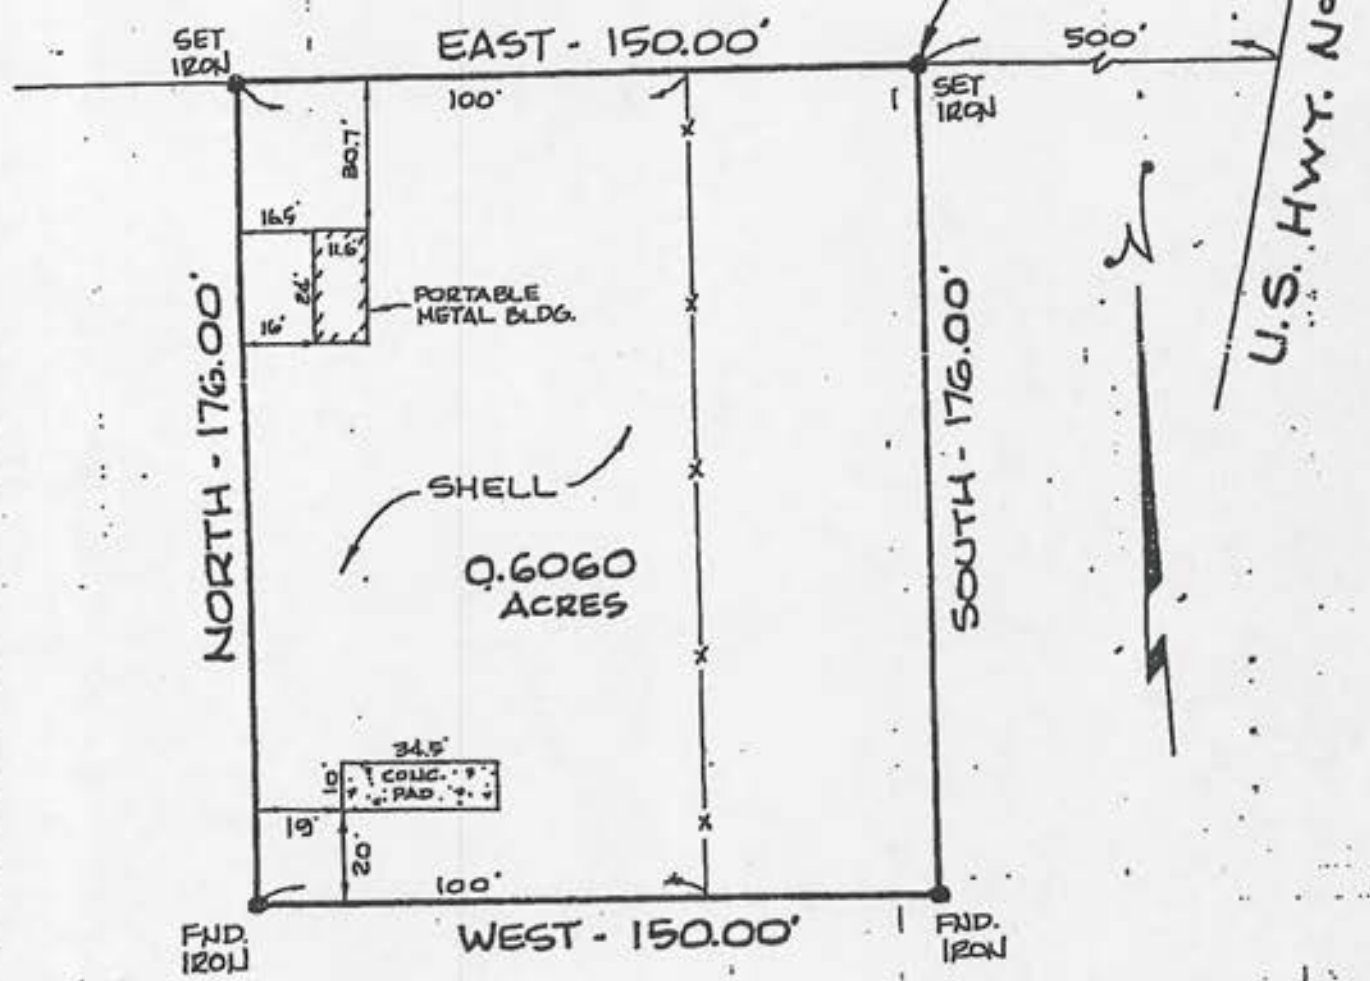 SET
IRON
EAST - 150.00'
500'
U.S. HWY. No
100'
SET
IRON
30.7'
16.5'
11.6'
24'
16'
PORTABLE
METAL BLDG.
NORTH - 176.00'
SOUTH - 176.00'
SHELL
0.6060
ACRES
34.5'
10'
CONC.
PAD
19'
20'
100'
FND.
IRON
WEST - 150.00'
FND.
IRON